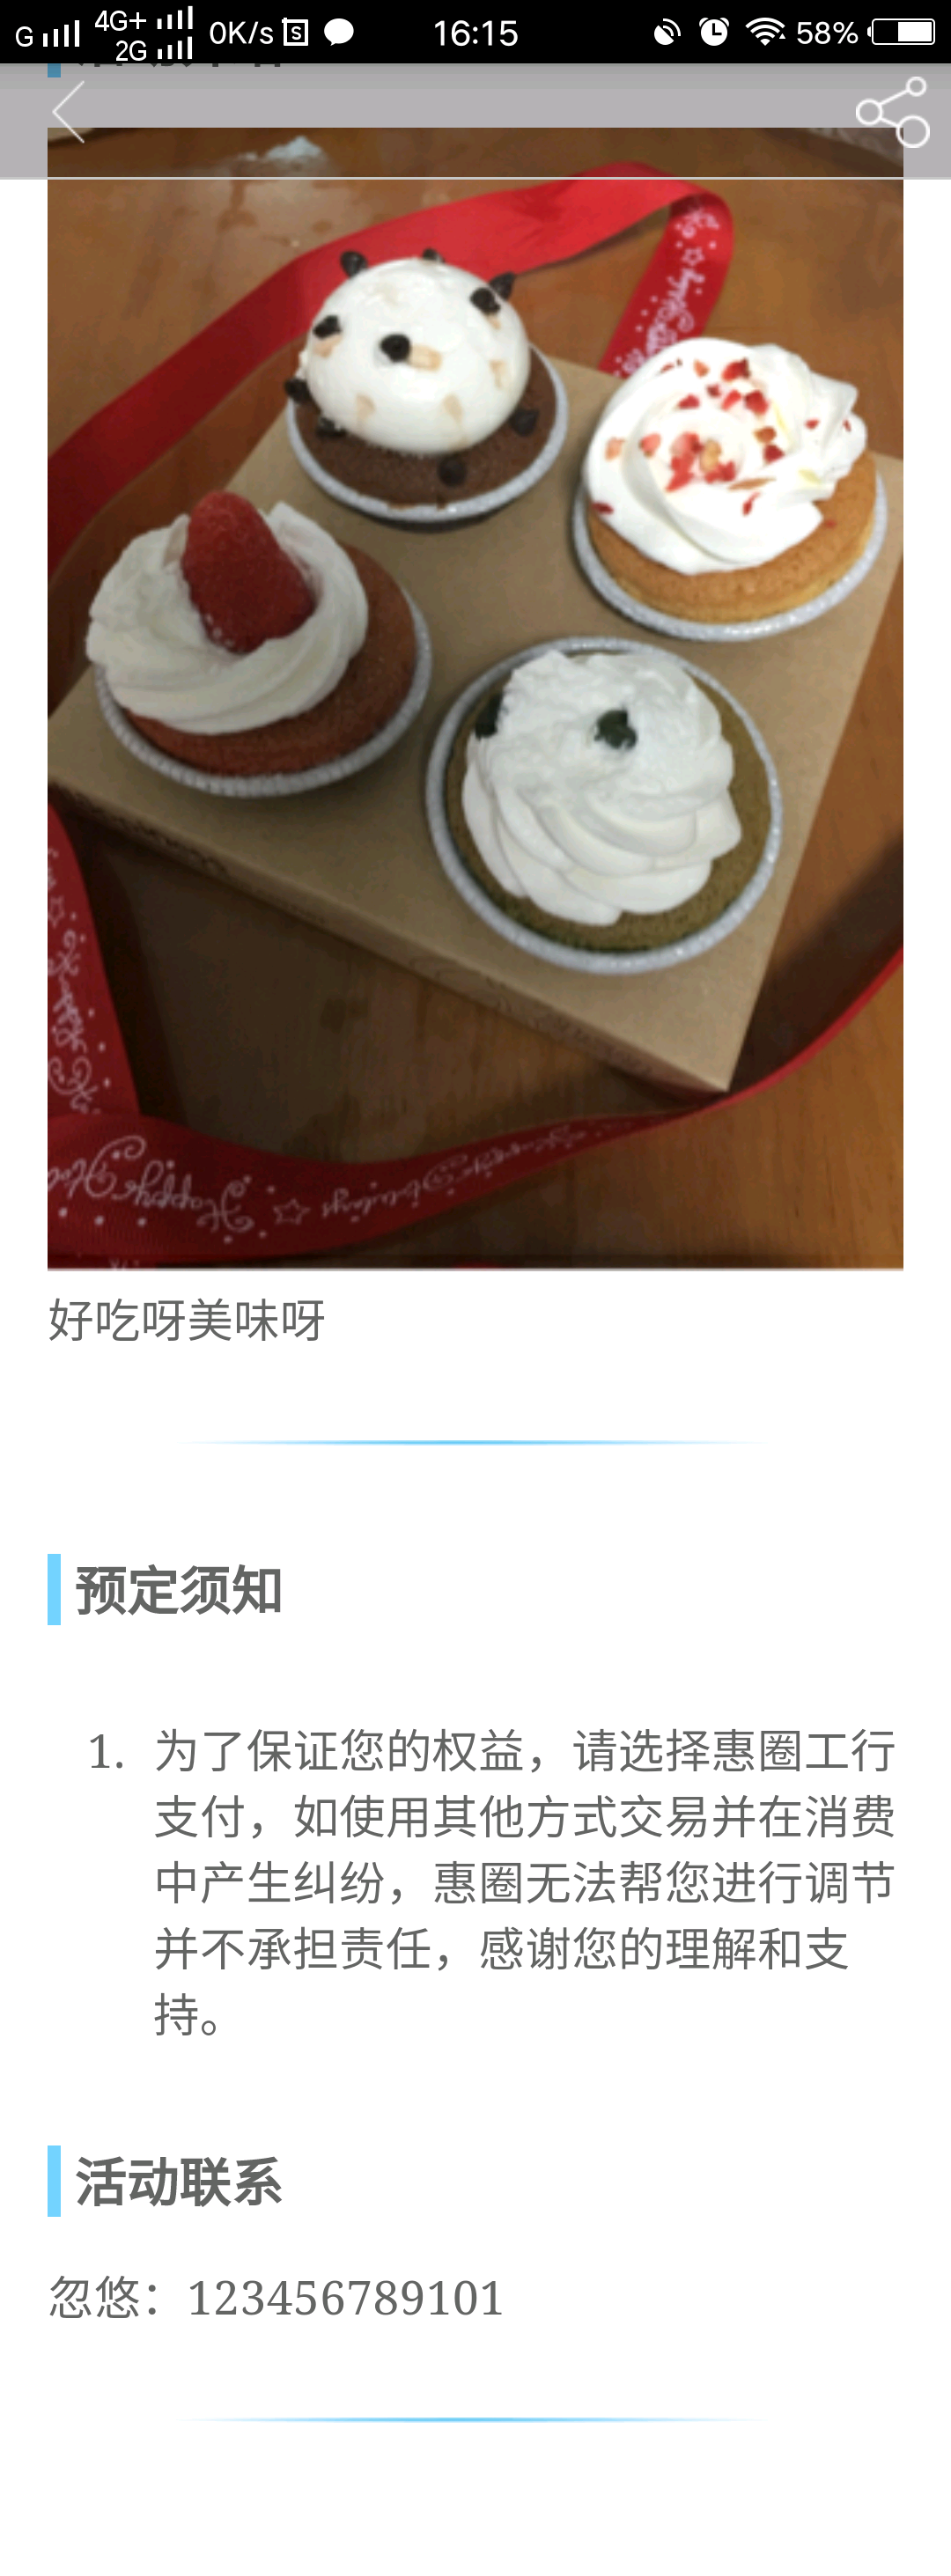 G 4G+ 2G 0K/s 16:15 58%
好吃呀美味呀
预定须知
1. 为了保证您的权益，请选择惠圈工行
支付，如使用其他方式交易并在消费
中产生纠纷，惠圈无法帮您进行调节
并不承担责任，感谢您的理解和支
持。
活动联系
忽悠：123456789101